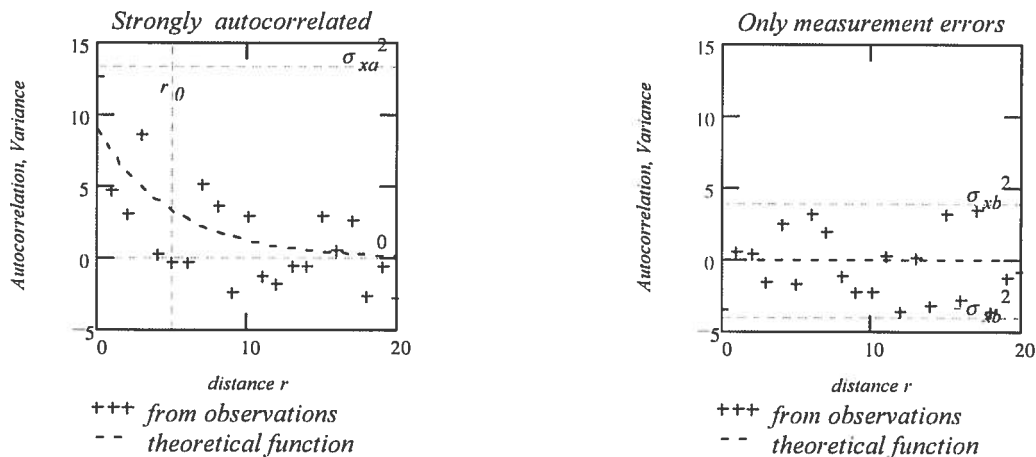 Strongly autocorrelated
15
10
5
0
−5
Autocorrelation, Variance
σ xa 2
r 0
0
0
10
20
distance r
+++ from observations
- - theoretical function
Only measurement errors
15
10
5
0
−5
Autocorrelation, Variance
σ xb 2
-σ xb 2
0
10
20
distance r
+++ from observations
- - theoretical function